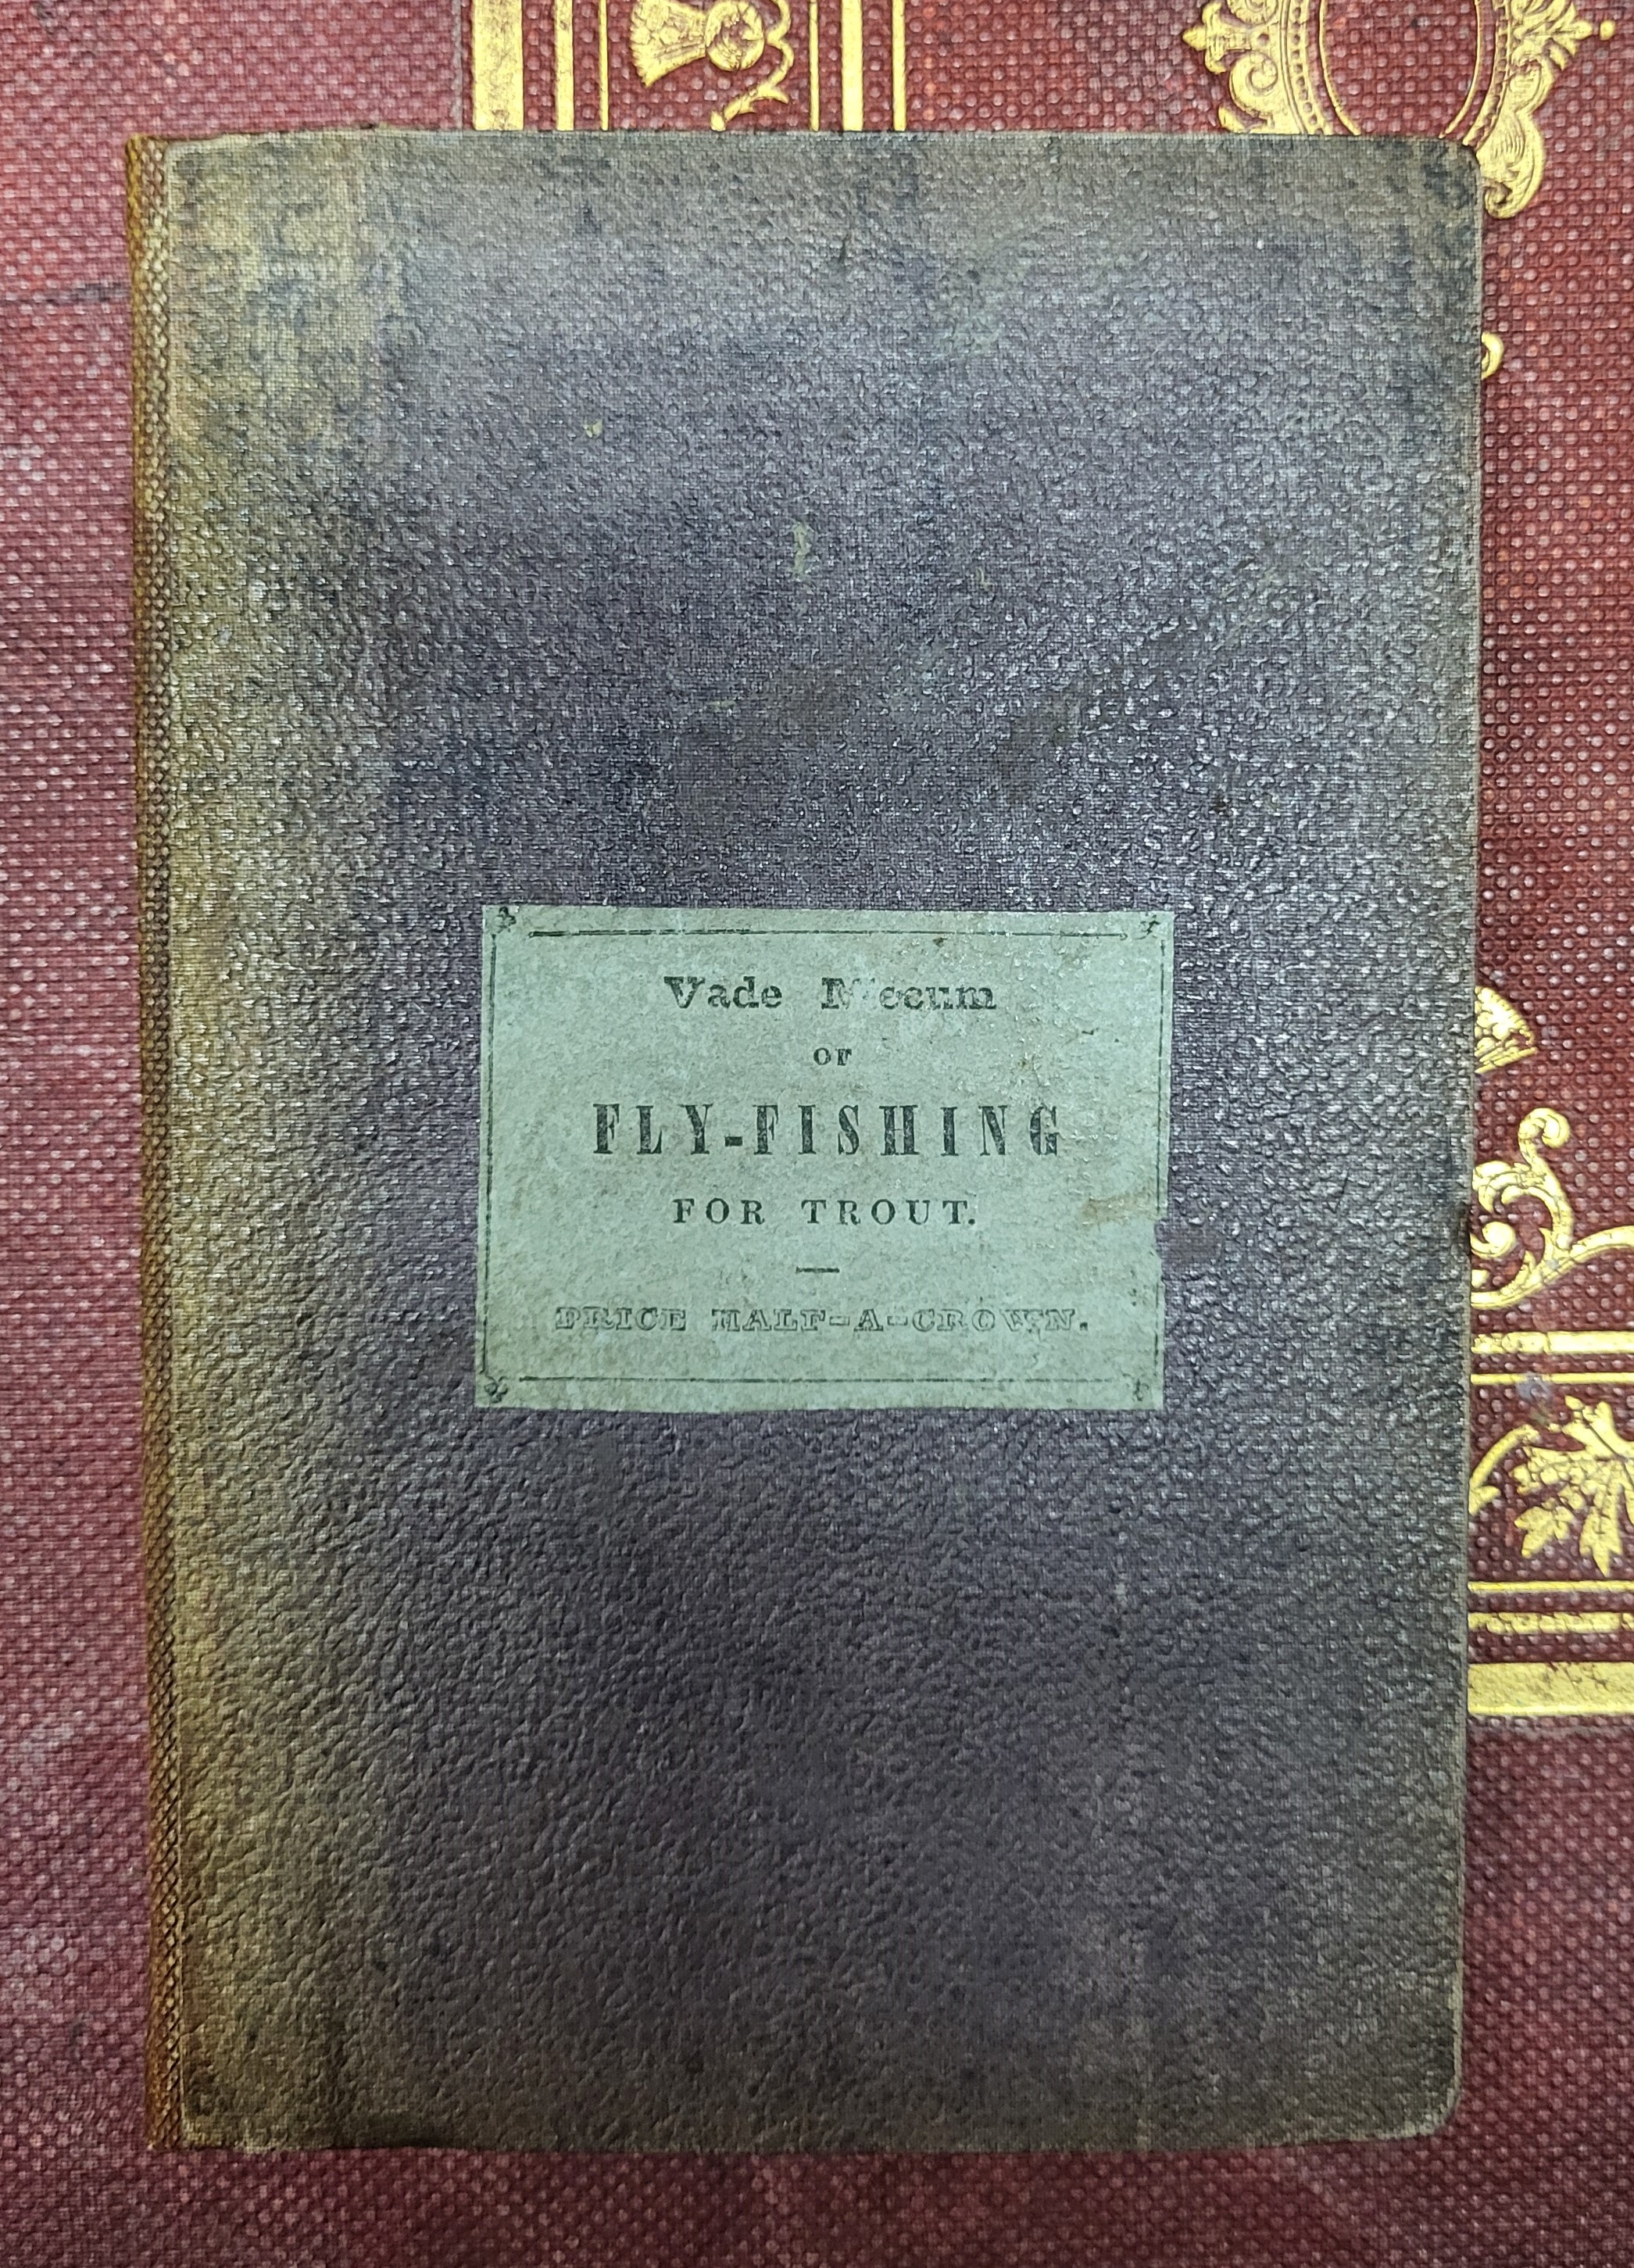 Vade Mecum
OF
FLY-FISHING
FOR TROUT.
PRICE HALF-A-CROWN.